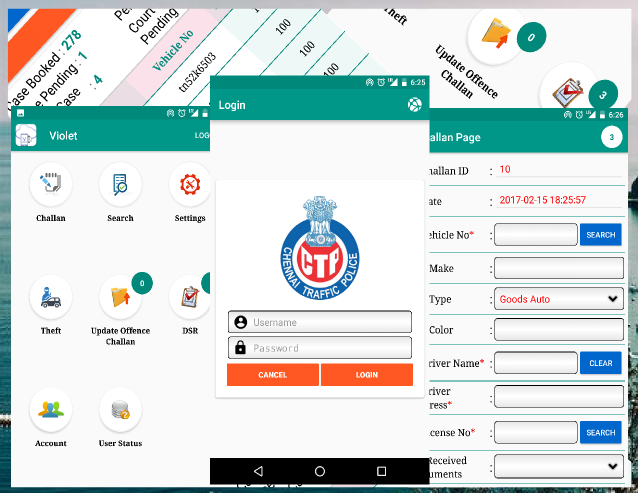 Case Booked : 278
Pending : 1
Case : 4
Court
Pending
Vehicle No
tn52k6503
100
100
100
100
Theft
Update Offence
Challan
0
3
Violet
LOG
Challan
Search
Settings
Theft
0
Update Offence
Challan
DSR
Account
User Status
6:25
Login
CTP
CHENNAI TRAFFIC POLICE
Username
Password
CANCEL
LOGIN
6:26
allan Page
3
hallan ID : 10
ate : 2017-02-15 18:25:57
ehicle No* :
SEARCH
Make :
Type : Goods Auto
Color :
river Name* :
CLEAR
river
ress* :
icense No* :
SEARCH
Received
uments :